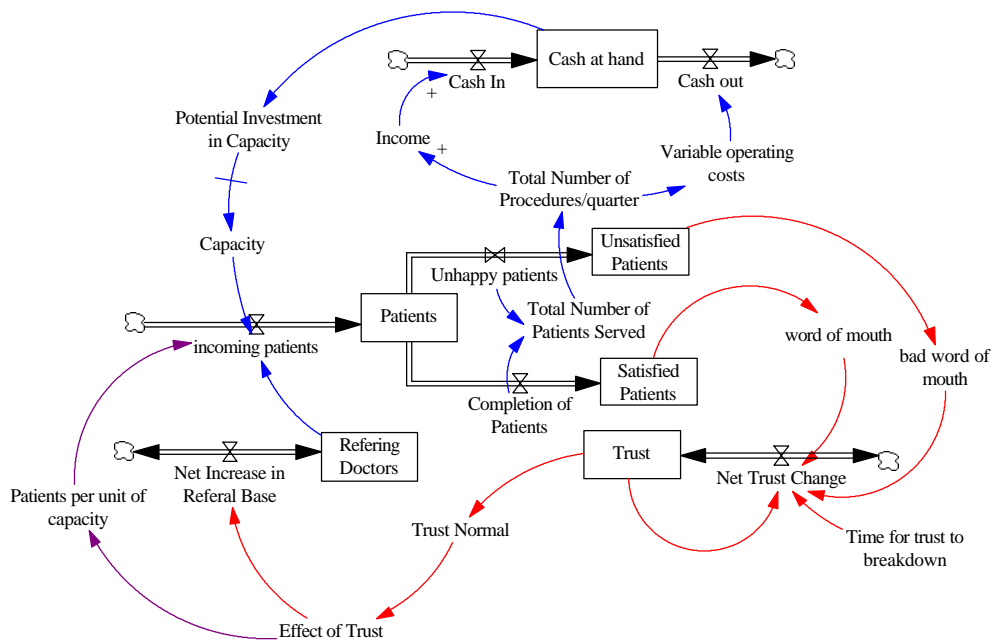 Cash at hand
Cash In
Cash out
+
Potential Investment
in Capacity
Income
+
Variable operating
costs
Total Number of
Procedures/quarter
Capacity
Unsatisfied
Patients
Unhappy patients
Patients
Total Number of
Patients Served
incoming patients
word of mouth
bad word of
mouth
Satisfied
Patients
Completion of
Patients
Refering
Doctors
Trust
Net Increase in
Referal Base
Net Trust Change
Patients per unit of
capacity
Trust Normal
Time for trust to
breakdown
Effect of Trust